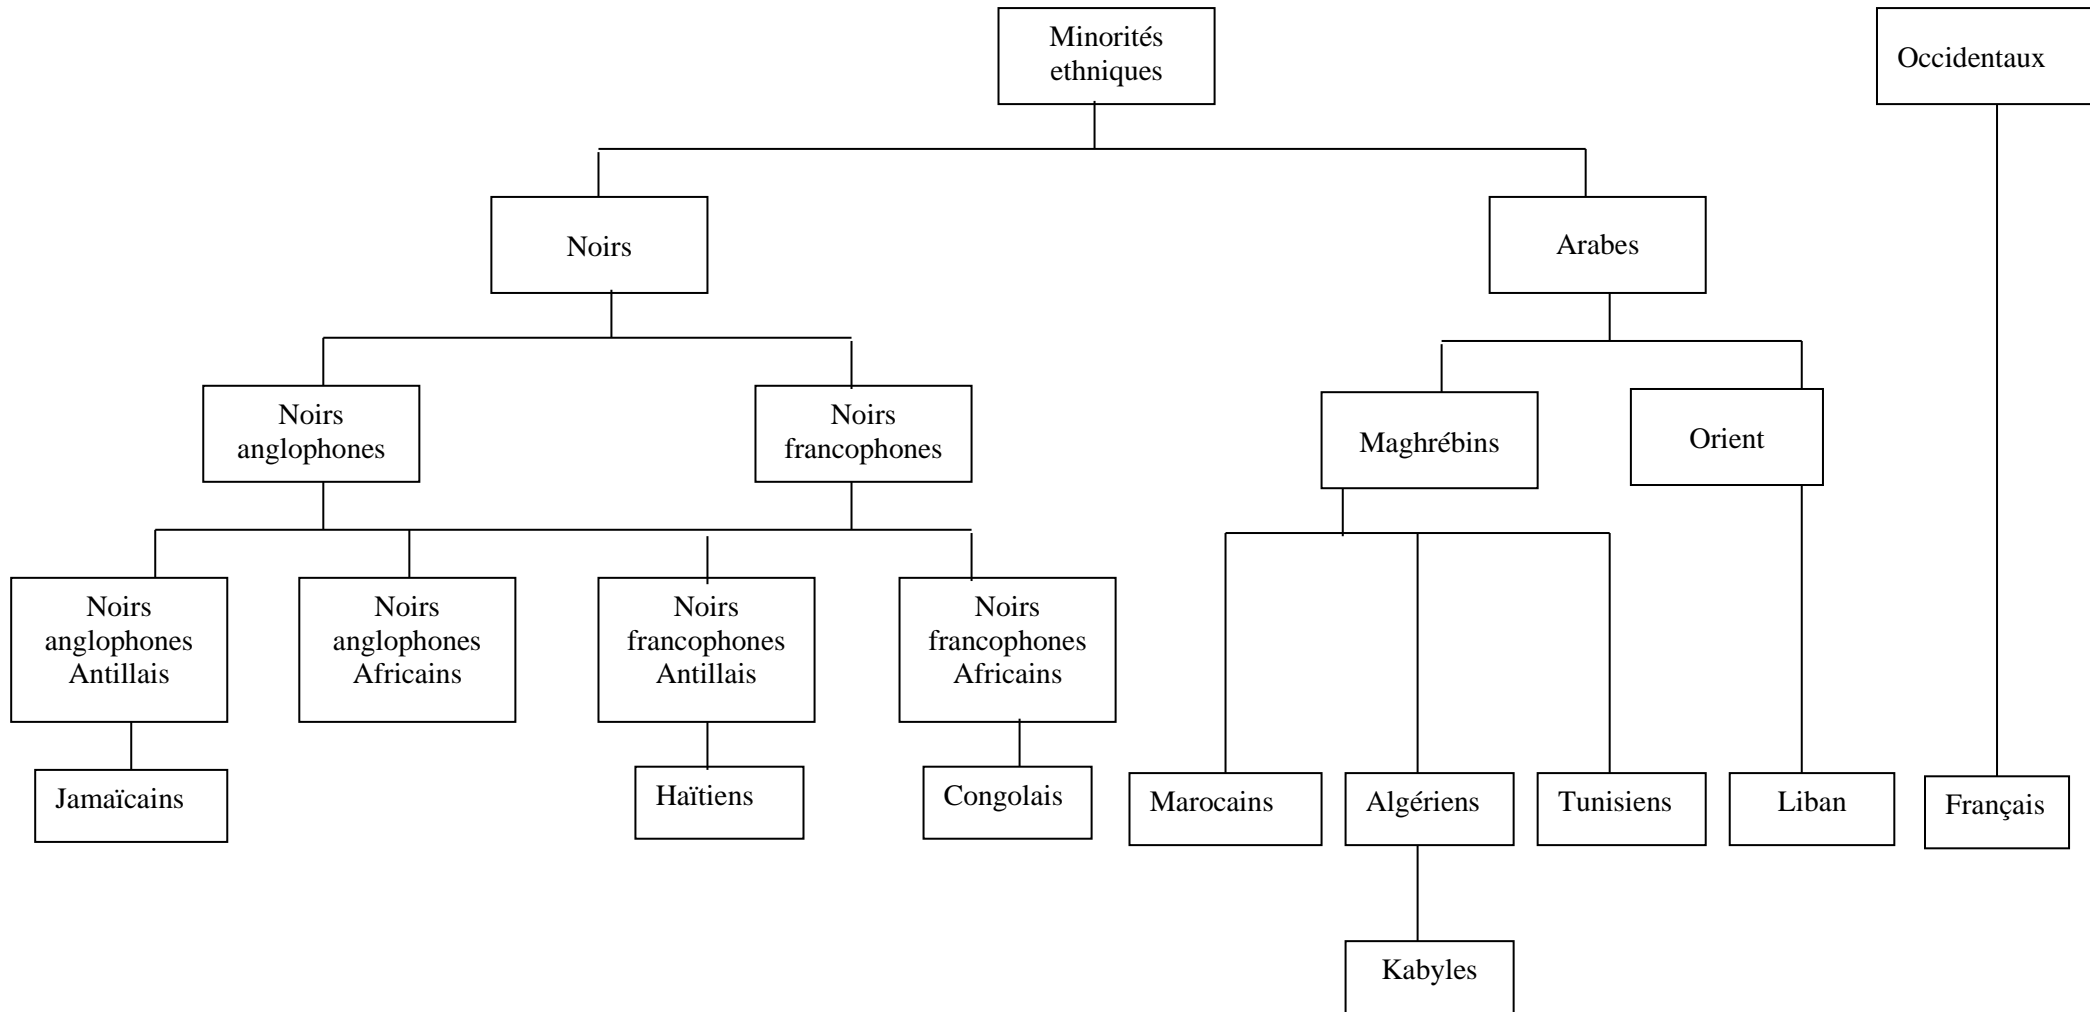 Minorités
ethniques
Occidentaux
Noirs
Arabes
Noirs
anglophones
Noirs
francophones
Maghrébins
Orient
Noirs
anglophones
Antillais
Noirs
anglophones
Africains
Noirs
francophones
Antillais
Noirs
francophones
Africains
Jamaïcains
Haïtiens
Congolais
Marocains
Algériens
Tunisiens
Liban
Français
Kabyles